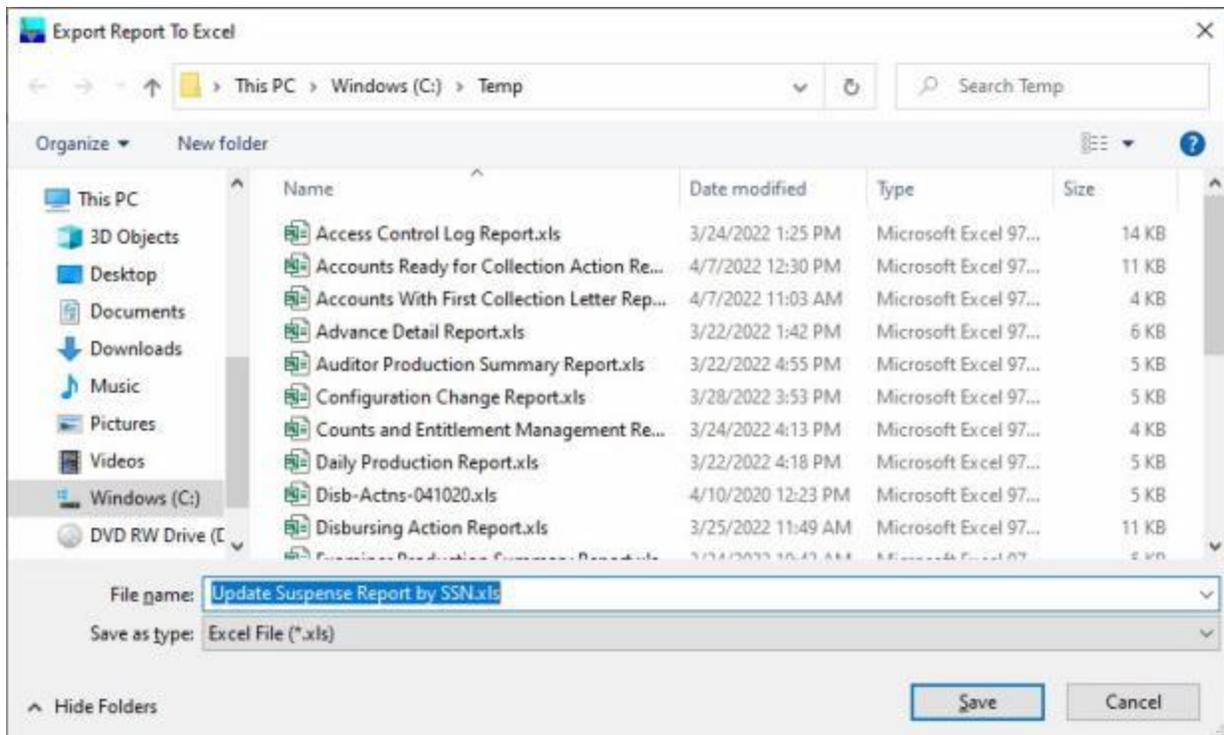 Export Report To Excel
This PC > Windows (C:) > Temp
Search Temp
Organize
New folder
Name Date modified Type Size
This PC
3D Objects
Desktop
Documents
Downloads
Music
Pictures
Videos
Windows (C:)
DVD RW Drive (D
Access Control Log Report.xls 3/24/2022 1:25 PM Microsoft Excel 97... 14 KB
Accounts Ready for Collection Action Re... 4/7/2022 12:30 PM Microsoft Excel 97... 11 KB
Accounts With First Collection Letter Rep... 4/7/2022 11:03 AM Microsoft Excel 97... 4 KB
Advance Detail Report.xls 3/22/2022 1:42 PM Microsoft Excel 97... 6 KB
Auditor Production Summary Report.xls 3/22/2022 4:55 PM Microsoft Excel 97... 5 KB
Configuration Change Report.xls 3/28/2022 3:53 PM Microsoft Excel 97... 5 KB
Counts and Entitlement Management Re... 3/24/2022 4:13 PM Microsoft Excel 97... 4 KB
Daily Production Report.xls 3/22/2022 4:18 PM Microsoft Excel 97... 5 KB
Disb-Actns-041020.xls 4/10/2020 12:23 PM Microsoft Excel 97... 5 KB
Disbursing Action Report.xls 3/25/2022 11:49 AM Microsoft Excel 97... 11 KB
File name: Update Suspense Report by SSN.xls
Save as type: Excel File (*.xls)
Hide Folders
Save
Cancel